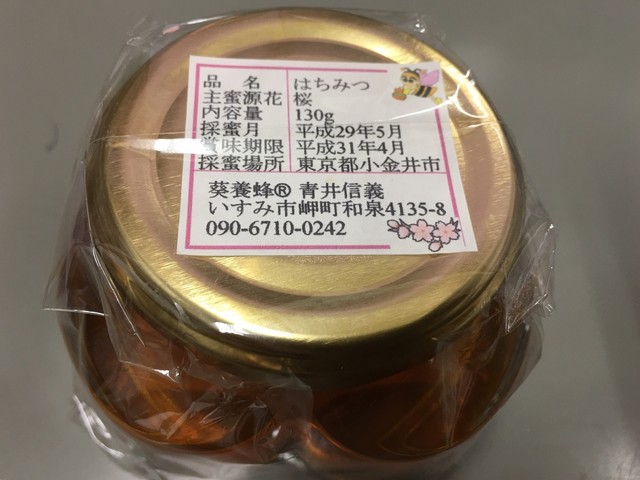 品 名 はちみつ
主蜜源花 桜
内容量 130g
採蜜月 平成29年5月
賞味期限 平成31年4月
採蜜場所 東京都小金井市
葵養蜂® 青井信義
いすみ市岬町和泉4135-8
090-6710-0242